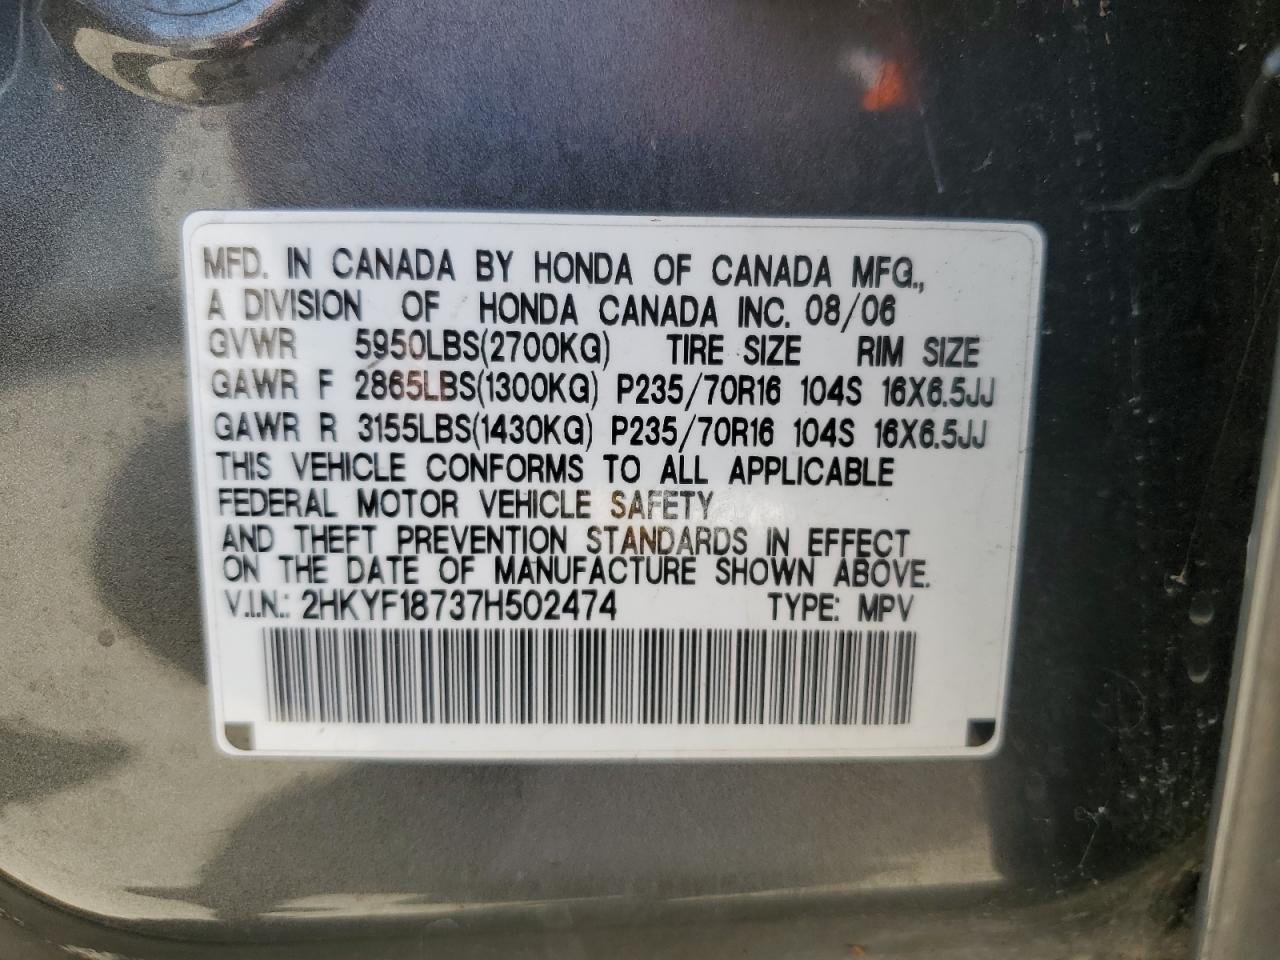 MFD. IN CANADA BY HONDA OF CANADA MFG.,
A DIVISION OF HONDA CANADA INC. 08/06
GVWR 5950LBS(2700KG) TIRE SIZE RIM SIZE
GAWR F 2865LBS(1300KG) P235/70R16 104S 16X6.5JJ
GAWR R 3155LBS(1430KG) P235/70R16 104S 16X6.5JJ
THIS VEHICLE CONFORMS TO ALL APPLICABLE
FEDERAL MOTOR VEHICLE SAFETY
AND THEFT PREVENTION STANDARDS IN EFFECT
ON THE DATE OF MANUFACTURE SHOWN ABOVE.
V.I.N.: 2HKYF18737H502474 TYPE: MPV